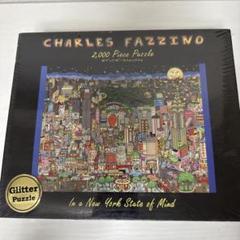 CHARLES FAZZINO
2,000 Piece Puzzle
In a New York State of Mind
Glitter
Puzzle